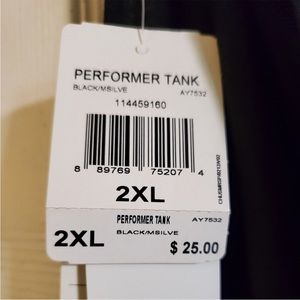 PERFORMER TANK
BLACK/MSILVE AY7532
114459160
8 89769 75207 4
2XL
PERFORMER TANK AY7532
2XL BLACK/MSILVE
$ 25.00